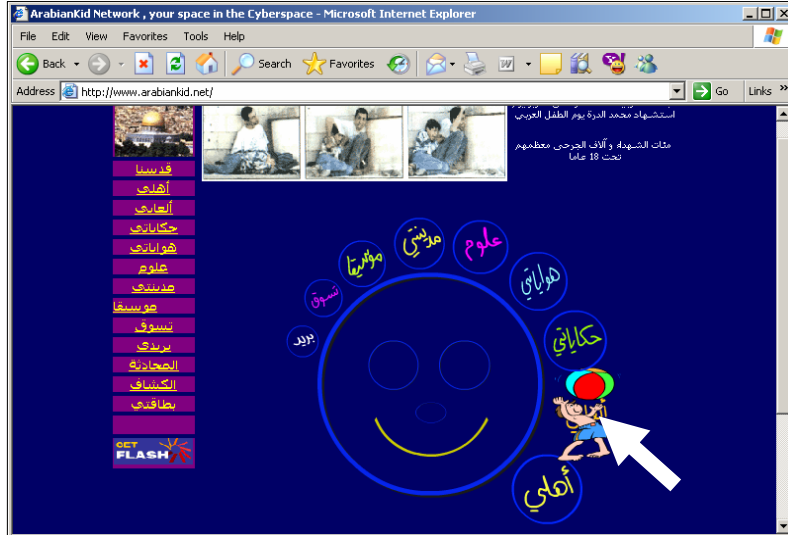 ArabianKid Network , your space in the Cyberspace - Microsoft Internet Explorer
File Edit View Favorites Tools Help
Back Search Favorites
Address http://www.arabiankid.net/ Go Links
استشهاد محمد الدرة يوم الطفل العربي
مئات الشهداء و آلاف الجرحى معظمهم
تحت 18 عاما
قدسنا
أهلي
ألعابي
حكاياتي
هواياتي
علوم
مدينتي
موسيقا
تسوق
بريدي
المحادثة
الكشاف
بطاقتي
GET
FLASH
مدينتي
علوم
موسيقا
هواياتي
تسوق
بريد
حكاياتي
أهلي